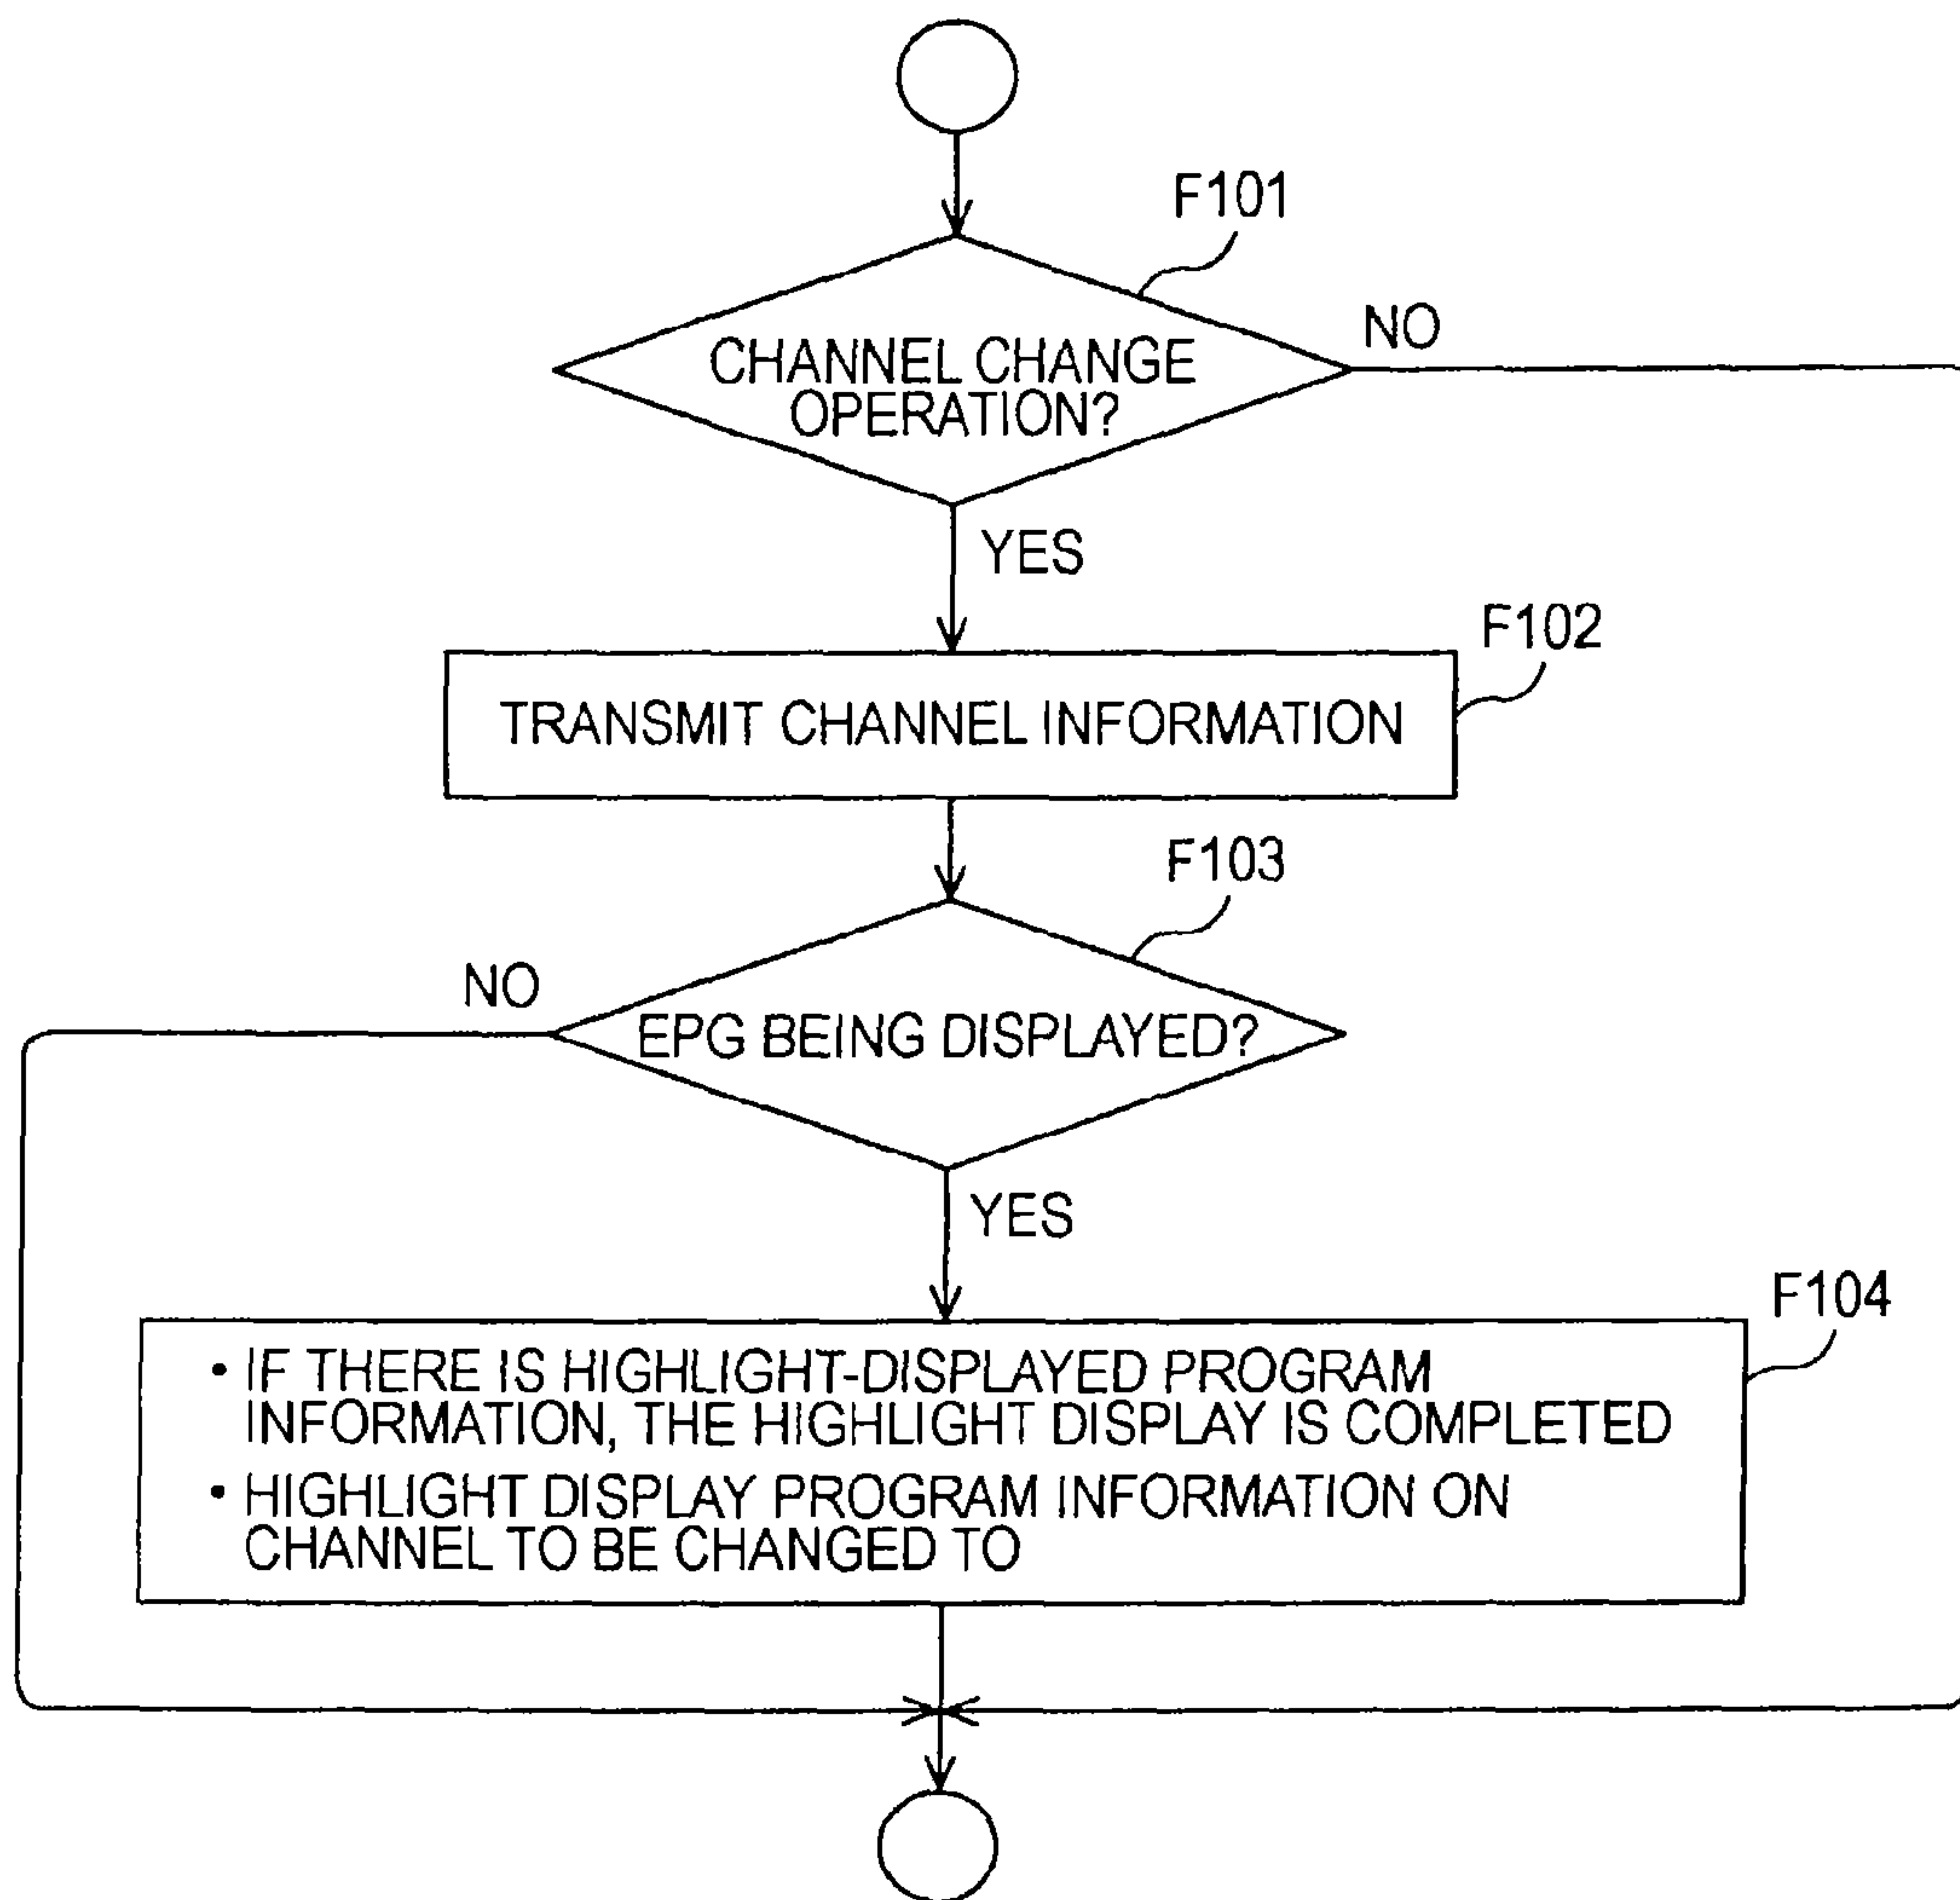 F101
CHANNEL CHANGE
OPERATION?
NO
YES
F102
TRANSMIT CHANNEL INFORMATION
F103
NO
EPG BEING DISPLAYED?
YES
F104
• IF THERE IS HIGHLIGHT-DISPLAYED PROGRAM
INFORMATION, THE HIGHLIGHT DISPLAY IS COMPLETED
• HIGHLIGHT DISPLAY PROGRAM INFORMATION ON
CHANNEL TO BE CHANGED TO